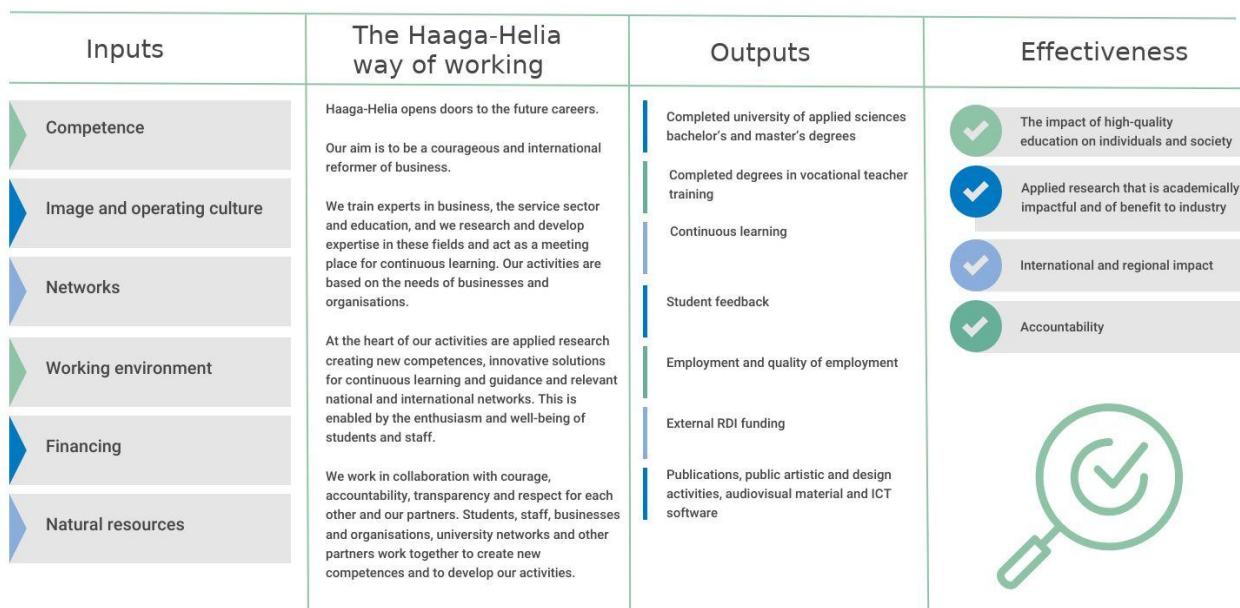 Inputs
Competence
Image and operating culture
Networks
Working environment
Financing
Natural resources
The Haaga-Helia
way of working
Haaga-Helia opens doors to the future careers.
Our aim is to be a courageous and international
reformer of business.
We train experts in business, the service sector
and education, and we research and develop
expertise in these fields and act as a meeting
place for continuous learning. Our activities are
based on the needs of businesses and
organisations.
At the heart of our activities are applied research
creating new competences, innovative solutions
for continuous learning and guidance and relevant
national and international networks. This is
enabled by the enthusiasm and well-being of
students and staff.
We work in collaboration with courage,
accountability, transparency and respect for each
other and our partners. Students, staff, businesses
and organisations, university networks and other
partners work together to create new
competences and to develop our activities.
Outputs
Completed university of applied sciences
bachelor's and master's degrees
Completed degrees in vocational teacher
training
Continuous learning
Student feedback
Employment and quality of employment
External RDI funding
Publications, public artistic and design
activities, audiovisual material and ICT
software
Effectiveness
The impact of high-quality
education on individuals and society
Applied research that is academically
impactful and of benefit to industry
International and regional impact
Accountability